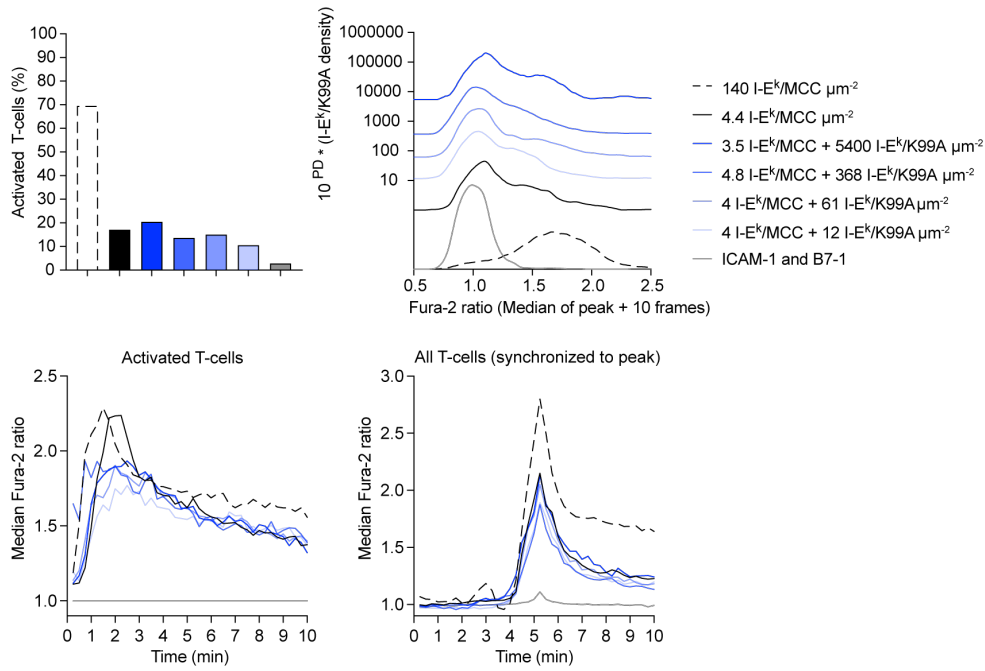 100
90
80
70
60
50
40
30
20
10
0
Activated T-cells (%)
1000000
10000
1000
100
10
10^PD * (I-E^k/K99A density)
0.5 1.0 1.5 2.0 2.5
Fura-2 ratio (Median of peak + 10 frames)
140 I-E^k/MCC µm^-2
4.4 I-E^k/MCC µm^-2
3.5 I-E^k/MCC + 5400 I-E^k/K99A µm^-2
4.8 I-E^k/MCC + 368 I-E^k/K99A µm^-2
4 I-E^k/MCC + 61 I-E^k/K99A µm^-2
4 I-E^k/MCC + 12 I-E^k/K99A µm^-2
ICAM-1 and B7-1
Activated T-cells
2.5
2.0
1.5
1.0
Median Fura-2 ratio
0 1 2 3 4 5 6 7 8 9 10
Time (min)
All T-cells (synchronized to peak)
3.0
2.5
2.0
1.5
1.0
Median Fura-2 ratio
0 1 2 3 4 5 6 7 8 9 10
Time (min)